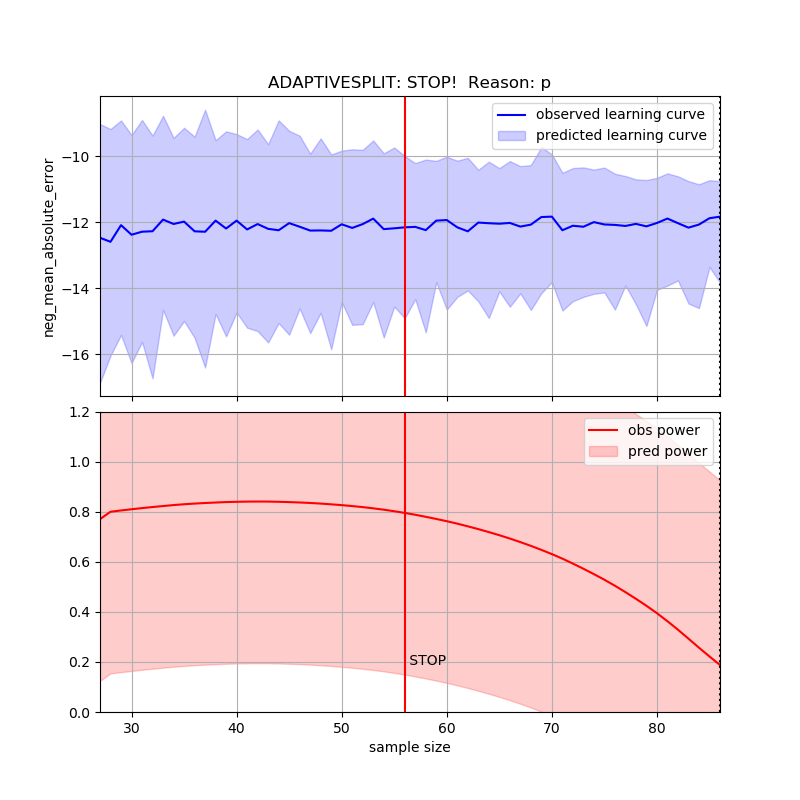 ADAPTIVESPLIT: STOP!  Reason: p
observed learning curve
predicted learning curve
−10
−12
−14
−16
neg_mean_absolute_error
obs power
pred power
1.2
1.0
0.8
0.6
0.4
0.2
0.0
STOP
30
40
50
60
70
80
sample size